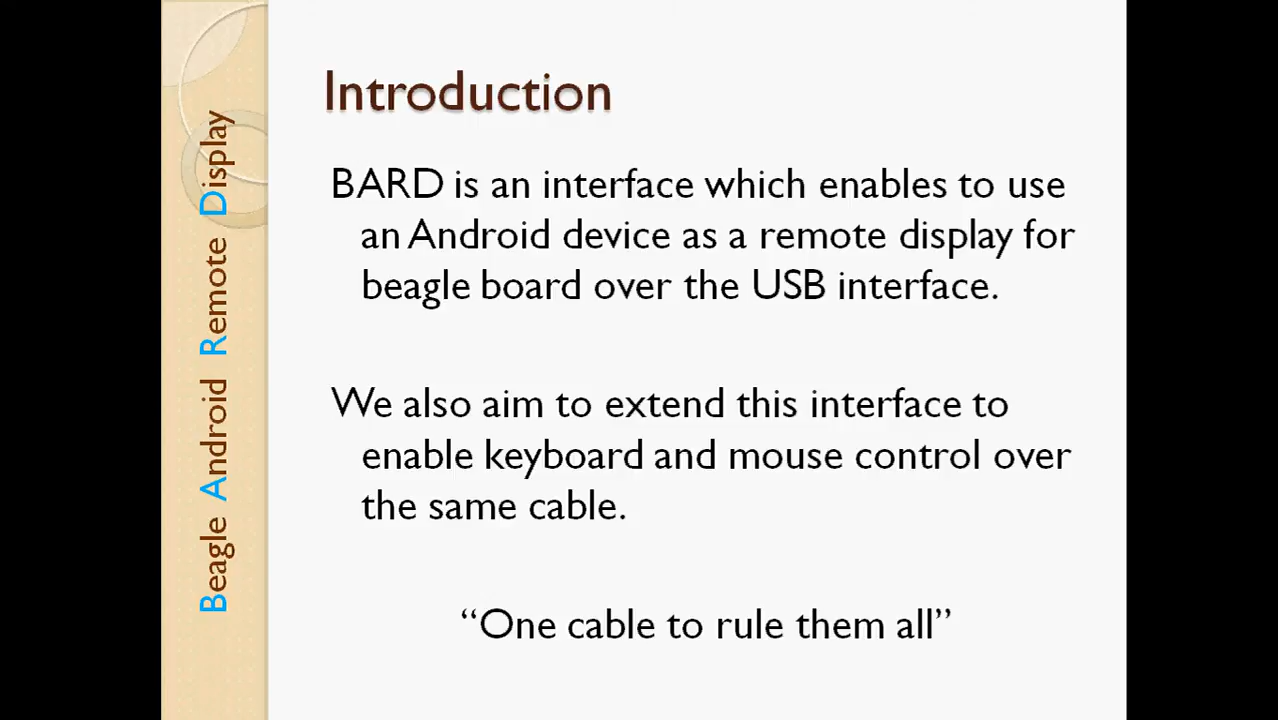 Beagle Android Remote Display
Introduction
BARD is an interface which enables to use
an Android device as a remote display for
beagle board over the USB interface.
We also aim to extend this interface to
enable keyboard and mouse control over
the same cable.
“One cable to rule them all”